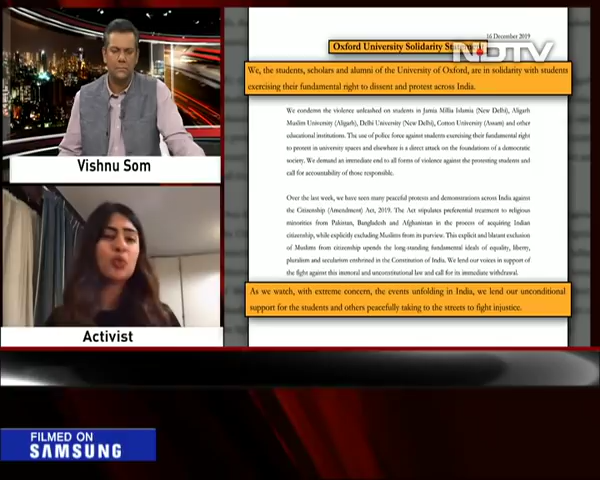 16 December 2019
Oxford University Solidarity Statement
NDTV
We, the students, scholars and alumni of the University of Oxford, are in solidarity with students
exercising their fundamental right to dissent and protest across India.
We condemn the violence unleashed on students in Jamia Millia Islamia (New Delhi), Aligarh
Muslim University (Aligarh), Delhi University (New Delhi), Cotton University (Assam) and other
educational institutions. The use of police force against students exercising their fundamental right
to protest in university spaces and elsewhere is a direct attack on the foundations of a democratic
society. We demand an immediate end to all forms of violence against the protesting students and
call for accountability of those responsible.
Over the last week, we have seen many peaceful protests and demonstrations across India against
the Citizenship (Amendment) Act, 2019. The Act stipulates preferential treatment to religious
minorities from Pakistan, Bangladesh and Afghanistan in the process of acquiring Indian
citizenship, while explicitly excluding Muslims from its purview. This explicit and blatant exclusion
of Muslims from citizenship upends the long-standing fundamental ideals of equality, liberty,
pluralism and secularism enshrined in the Constitution of India. We lend our voices in support of
the fight against this immoral and unconstitutional law and call for its immediate withdrawal.
As we watch, with extreme concern, the events unfolding in India, we lend our unconditional
support for the students and others peacefully taking to the streets to fight injustice.
Vishnu Som
Activist
FILMED ON
SAMSUNG